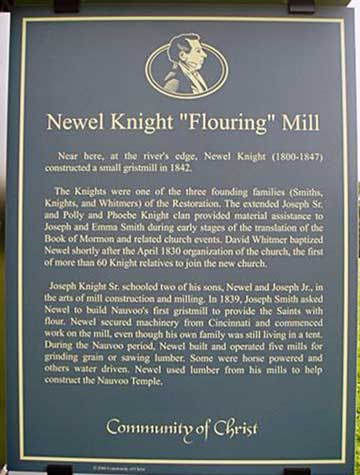 Newel Knight "Flouring" Mill
Near here, at the river's edge, Newel Knight (1800-1847)
constructed a small gristmill in 1842.
The Knights were one of the three founding families (Smiths,
Knights, and Whitmers) of the Restoration. The extended Joseph Sr.
and Polly and Phoebe Knight clan provided material assistance to
Joseph and Emma Smith during early stages of the translation of the
Book of Mormon and related church events. David Whitmer baptized
Newel shortly after the April 1830 organization of the church, the first
of more than 60 Knight relatives to join the new church.
Joseph Knight Sr. schooled two of his sons, Newel and Joseph Jr., in
the arts of mill construction and milling. In 1839, Joseph Smith asked
Newel to build Nauvoo's first gristmill to provide the Saints with
flour. Newel secured machinery from Cincinnati and commenced
work on the mill, even though his own family was still living in a tent.
During the Nauvoo period, Newel built and operated five mills for
grinding grain or sawing lumber. Some were horse powered and
others water driven. Newel used lumber from his mills to help
construct the Nauvoo Temple.
Community of Christ
Community of Christ